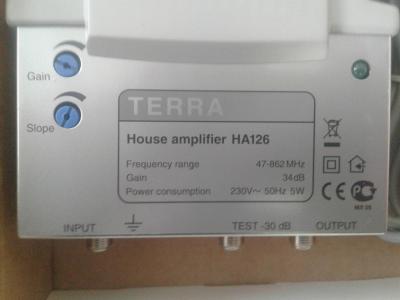 Gain
Slope
TERRA
House amplifier HA126
Frequency range 47-862 MHz
Gain 34dB
Power consumption 230V~ 50Hz 5W
INPUT
TEST -30 dB
OUTPUT